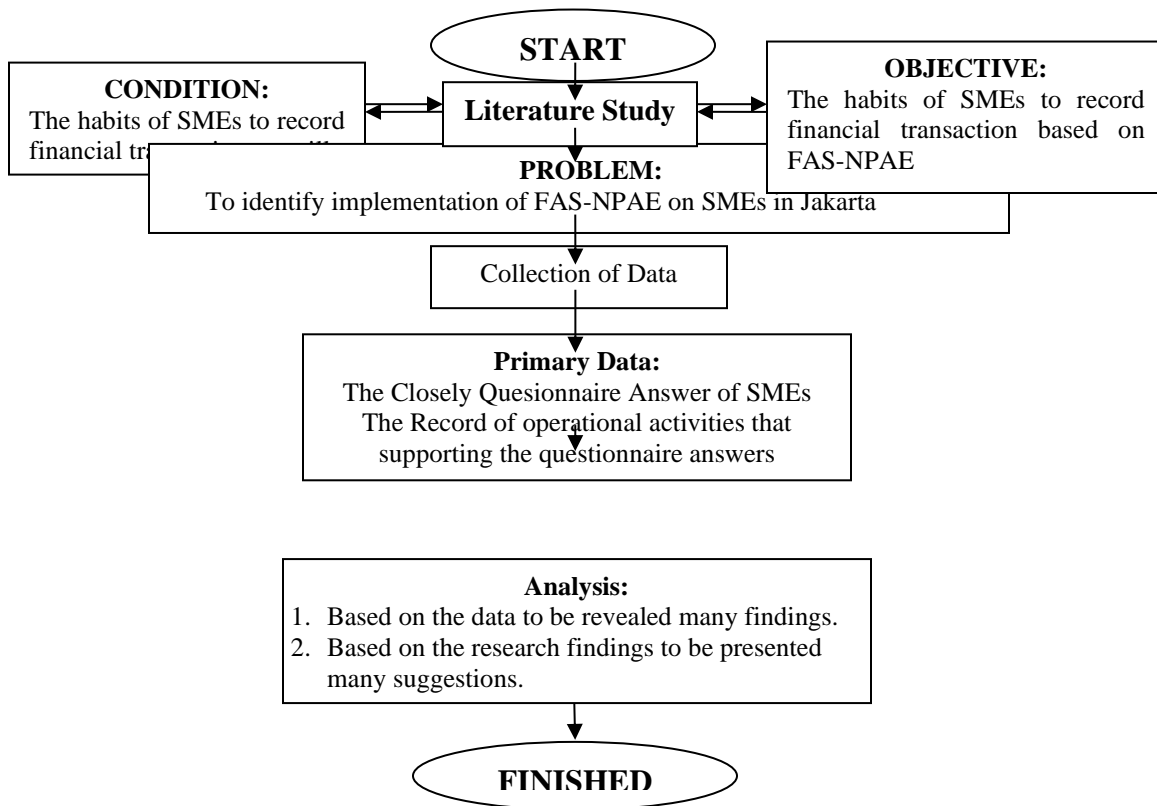 START
CONDITION:
The habits of SMEs to record
financial
Literature Study
OBJECTIVE:
The habits of SMEs to record
financial transaction based on
FAS-NPAE
PROBLEM:
To identify implementation of FAS-NPAE on SMEs in Jakarta
Collection of Data
Primary Data:
The Closely Quesionnaire Answer of SMEs
The Record of operational activities that
supporting the questionnaire answers
Analysis:
1. Based on the data to be revealed many findings.
2. Based on the research findings to be presented
many suggestions.
FINISHED